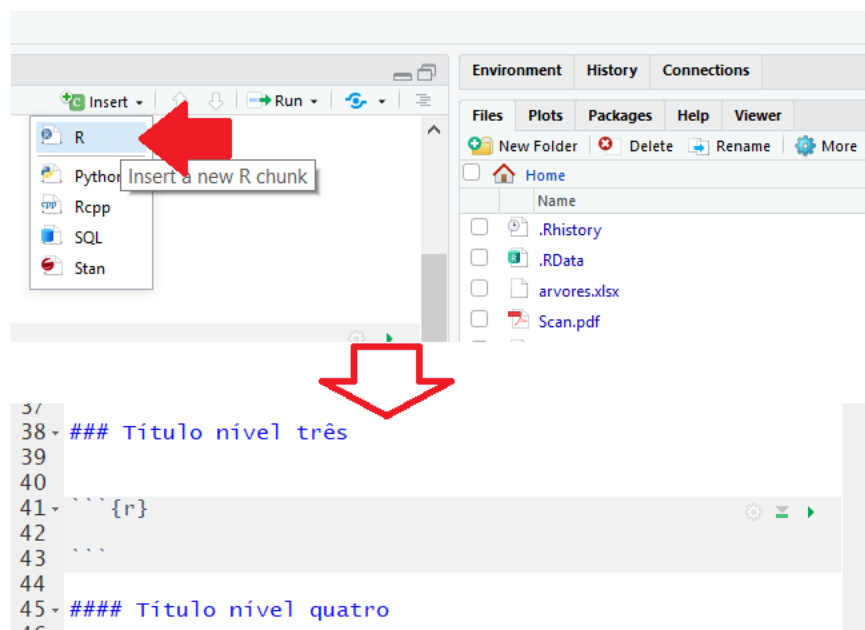 Insert
Run
R
Insert a new R chunk
Python
Rcpp
SQL
Stan
Environment History Connections
Files Plots Packages Help Viewer
New Folder Delete Rename More
Home
Name
.Rhistory
.RData
arvores.xlsx
Scan.pdf
37
38 ### Título nível três
39
40
41 ```{r}
42
43 ```
44
45 #### Título nível quatro
46